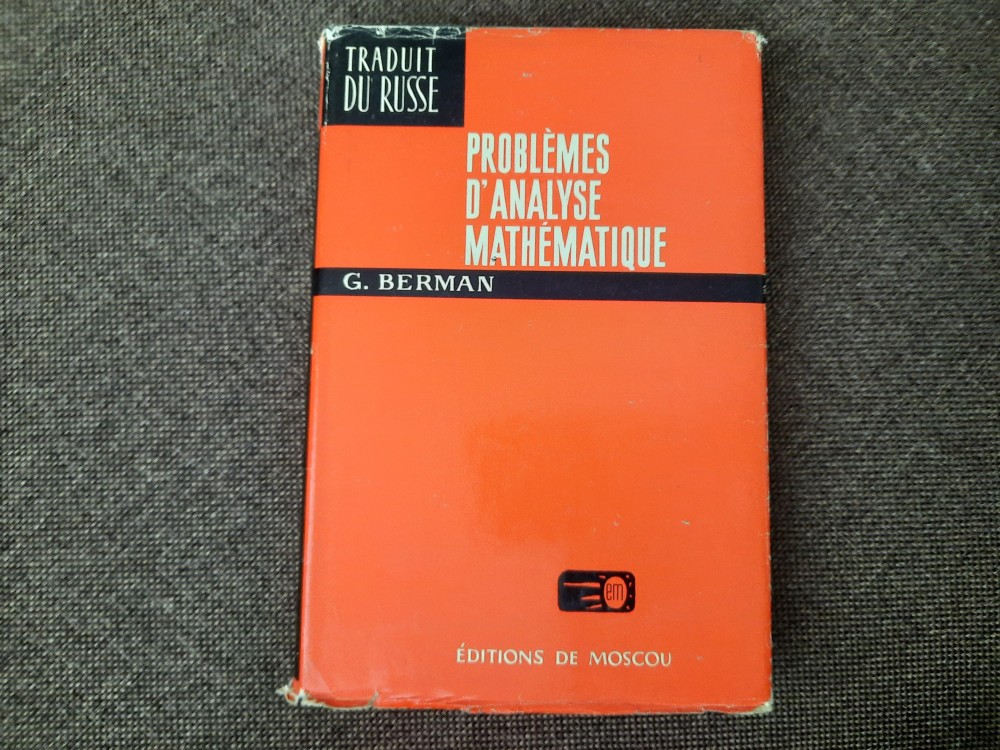 TRADUIT
DU RUSSE
PROBLÈMES
D'ANALYSE
MATHÉMATIQUE
G. BERMAN
em
ÉDITIONS DE MOSCOU